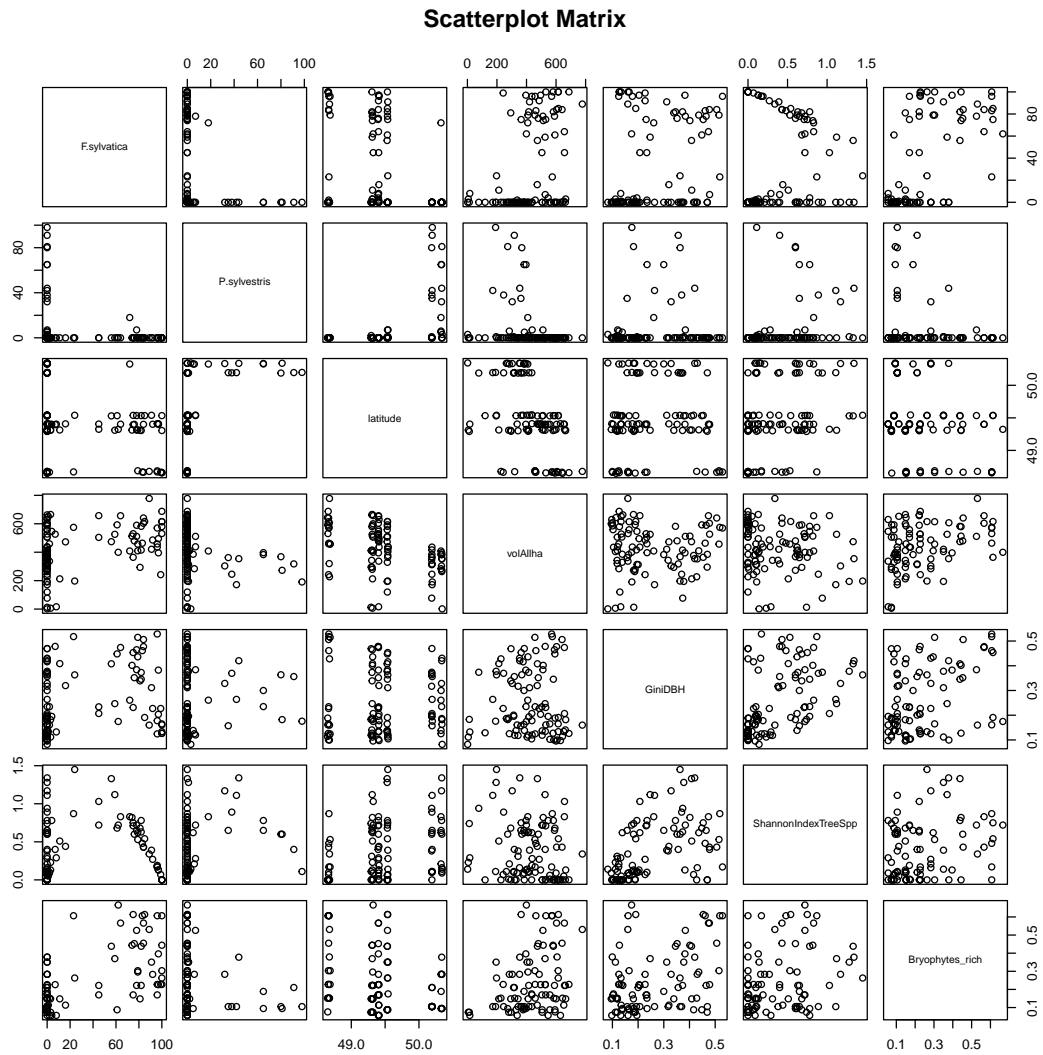 Scatterplot Matrix
0 20 60 100
0 200 600
0.0 0.5 1.0 1.5
F.sylvatica
0 40 80
0 40 80
P.sylvestris
latitude
49.0 50.0
0 200 600
volAllha
GiniDBH
0.1 0.3 0.5
0.0 0.5 1.0 1.5
ShannonIndexTreeSpp
Bryophytes_rich
0.1 0.3 0.5
0 20 60 100
49.0 50.0
0.1 0.3 0.5
0.1 0.3 0.5